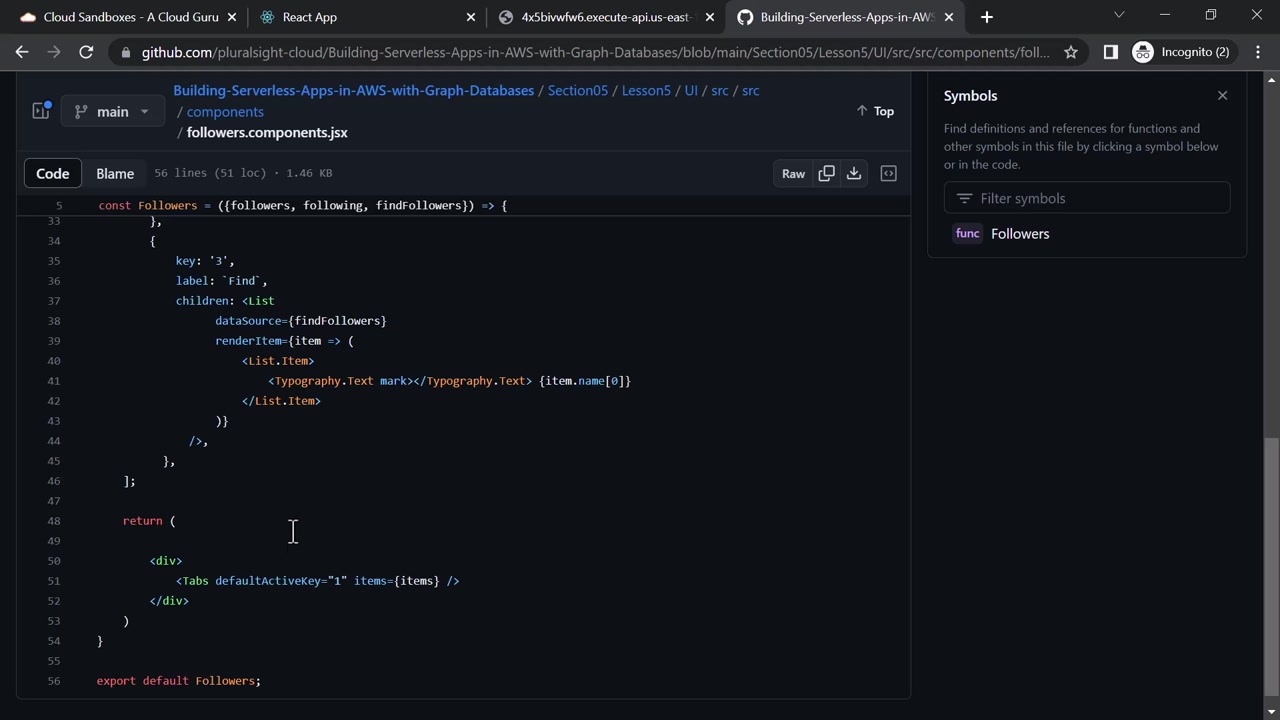 Cloud Sandboxes - A Cloud Guru
React App
4x5bivwfw6.execute-api.us-east-
Building-Serverless-Apps-in-AWS
github.com/pluralsight-cloud/Building-Serverless-Apps-in-AWS-with-Graph-Databases/blob/main/Section05/Lesson5/UI/src/src/components/foll...
Incognito (2)
main
Building-Serverless-Apps-in-AWS-with-Graph-Databases / Section05 / Lesson5 / UI / src / src
/ components
/ followers.components.jsx
Top
Code
Blame
56 lines (51 loc) · 1.46 KB
Raw
5 const Followers = ({followers, following, findFollowers}) => {
33 },
34 {
35 key: '3',
36 label: `Find`,
37 children: <List
38 dataSource={findFollowers}
39 renderItem={item => (
40 <List.Item>
41 <Typography.Text mark></Typography.Text> {item.name[0]}
42 </List.Item>
43 )}
44 />,
45 },
46 ];
47
48 return (
49
50 <div>
51 <Tabs defaultActiveKey="1" items={items} />
52 </div>
53 )
54 }
55
56 export default Followers;
Symbols
Find definitions and references for functions and
other symbols in this file by clicking a symbol below
or in the code.
Filter symbols
func Followers